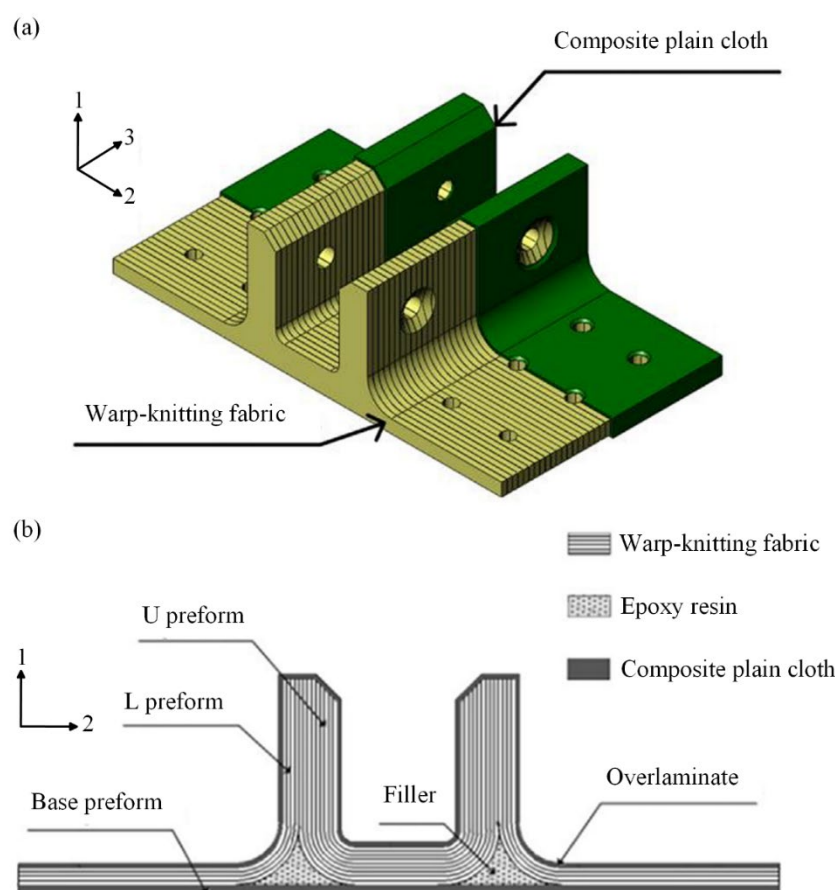 (a)
Composite plain cloth
1
3
2
Warp-knitting fabric
(b)
Warp-knitting fabric
U preform
Epoxy resin
1
L preform
Composite plain cloth
2
Base preform
Filler
Overlaminate